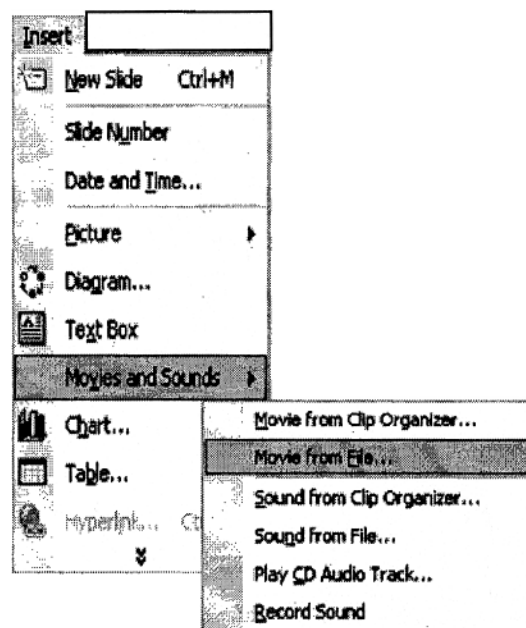 Insert
New Slide Ctrl+M
Slide Number
Date and Time...
Picture
Diagram...
Text Box
Movies and Sounds
Chart...
Table...
Hyperlink... Ct
Movie from Clip Organizer...
Movie from File...
Sound from Clip Organizer...
Sound from File...
Play CD Audio Track...
Record Sound